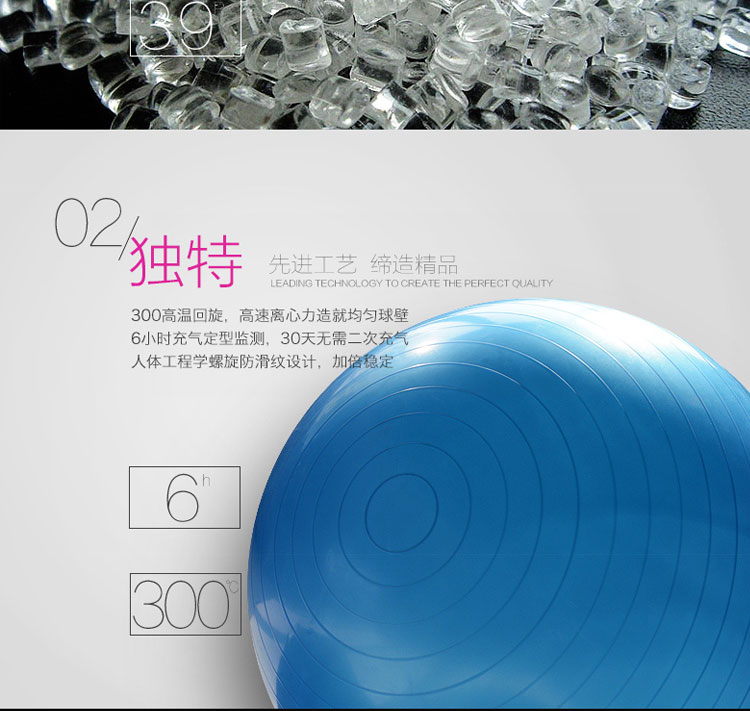 39
02/
独特
先进工艺 缔造精品
LEADING TECHNOLOGY TO CREATE THE PERFECT QUALITY
300高温回旋，高速离心力造就均匀球壁
6小时充气定型监测，30天无需二次充气
人体工程学螺旋防滑纹设计，加倍稳定
6h
300℃